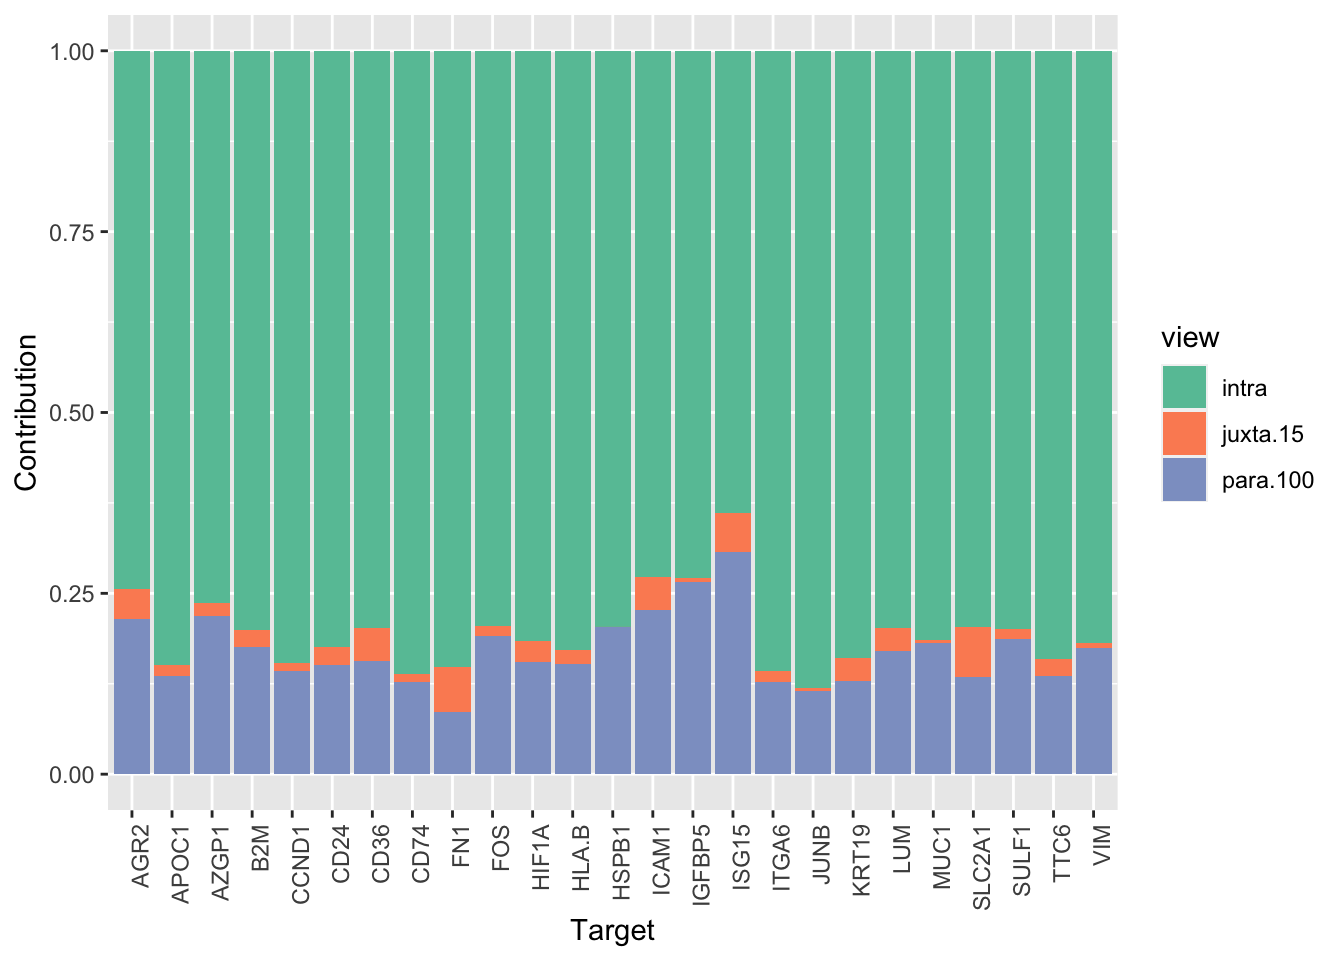 1.00
0.75
0.50
0.25
0.00
Contribution
AGR2
APOC1
AZGP1
B2M
CCND1
CD24
CD36
CD74
FN1
FOS
HIF1A
HLA.B
HSPB1
ICAM1
IGFBP5
ISG15
ITGA6
JUNB
KRT19
LUM
MUC1
SLC2A1
SULF1
TTC6
VIM
Target
view
intra
juxta.15
para.100